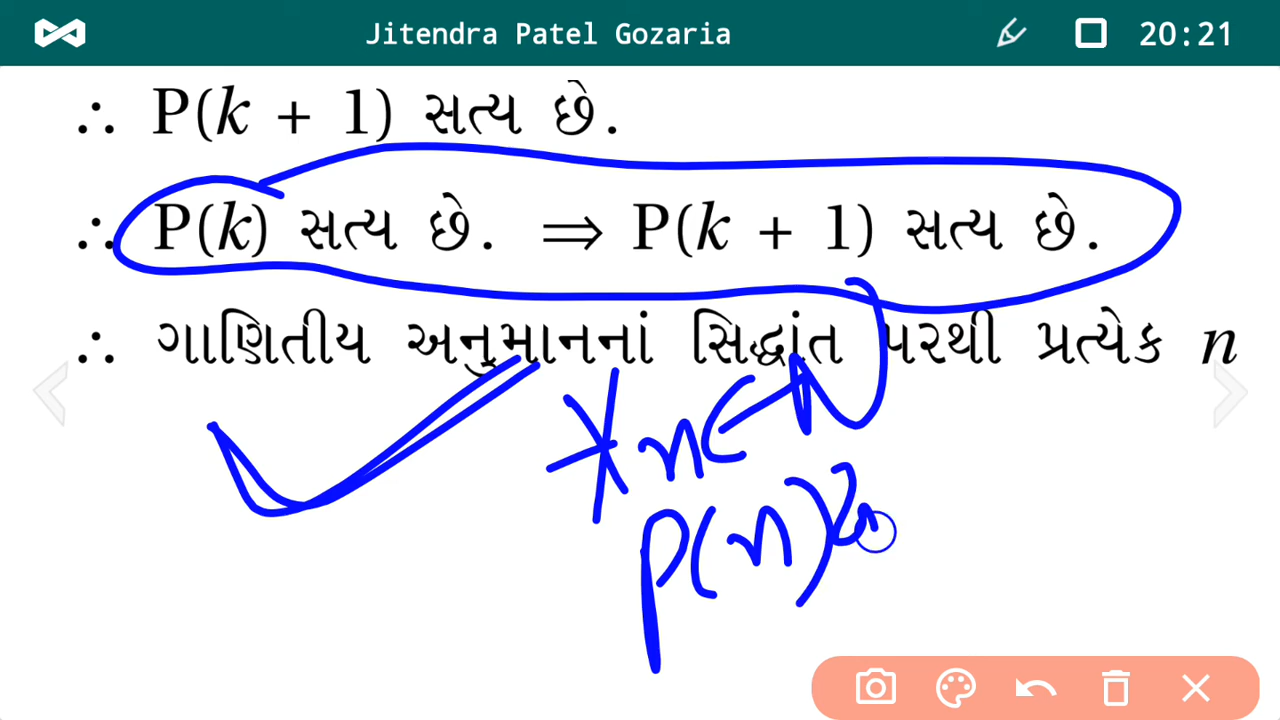 Jitendra Patel Gozaria
20:21
∴ P(k + 1) સત્ય છે.
∴ P(k) સત્ય છે. ⇒ P(k + 1) સત્ય છે.
∴ ગાણિતીય અનુમાનનાં સિદ્ધાંત પરથી પ્રત્યેક n
n ∈ N
P(n)